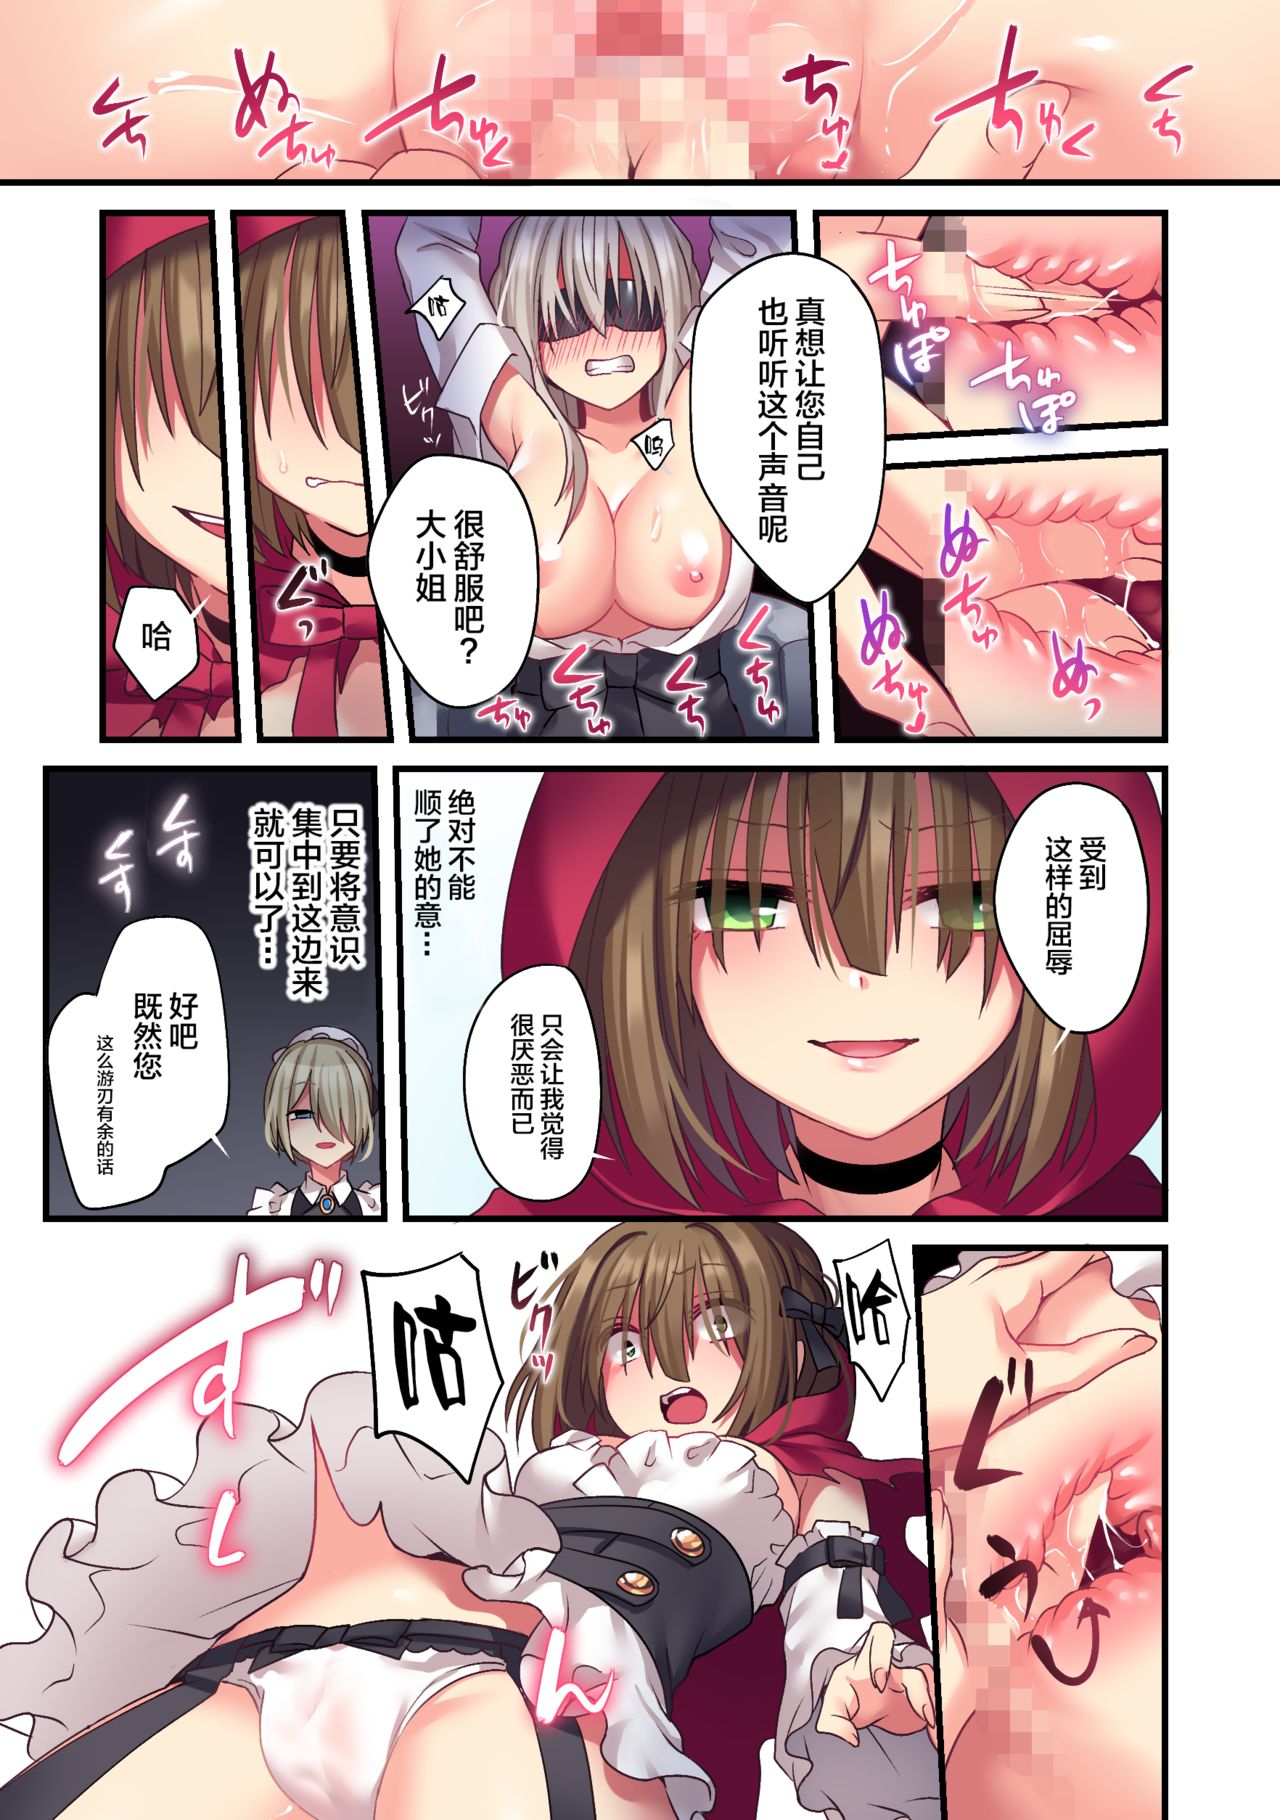 くち
ぬちゅ
ちゅく
ちゅ
ちゅく
くち
ちゅぽ
ちゅぽ
ぬちゅ
ぬちゅ
ぬっ
真想让您自己
也听听这个声音呢
咕
呜
ビクッ
很舒服吧？
大小姐
くち
くち
くちゅ
ちゅ
ぐっ
哈
受到
这样的屈辱
只会让我觉得
很厌恶而已
绝对不能
顺了她的意…
只要将意识
集中到这边来
就可以了…
くす
くす
好吧
既然您
这么游刃有余的话
ぐ
うっ
哈
ビクッ
咕
ずしん